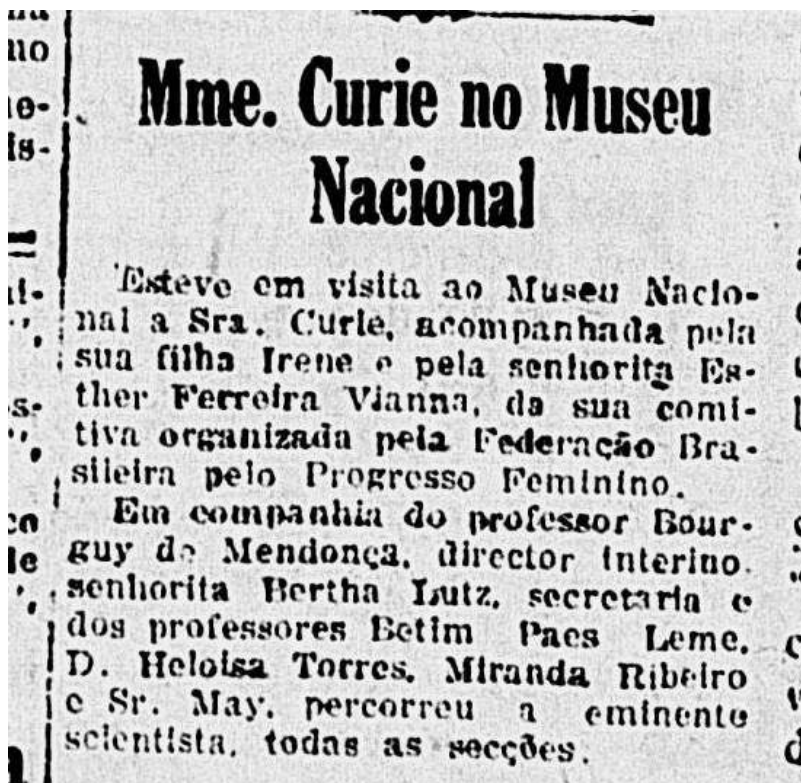 Mme. Curie no Museu
Nacional
Esteve em visita ao Museu Nacio-
nal a Sra. Curie, acompanhada pela
sua filha Irene e pela senhorita Es-
ther Ferreira Vianna, da sua comi-
tiva organizada pela Federação Bra-
sileira pelo Progresso Feminino.
Em companhia do professor Bour-
guy de Mendonça, director interino,
senhorita Bertha Lutz, secretaria e
dos professores Betim Paes Leme,
D. Heloisa Torres, Miranda Ribeiro
e Sr. May, percorreu a eminente
scientista, todas as secções.